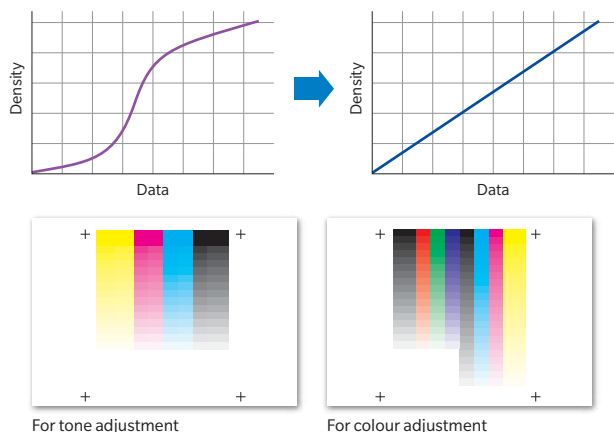 Density
Data
Density
Data
For tone adjustment
For colour adjustment